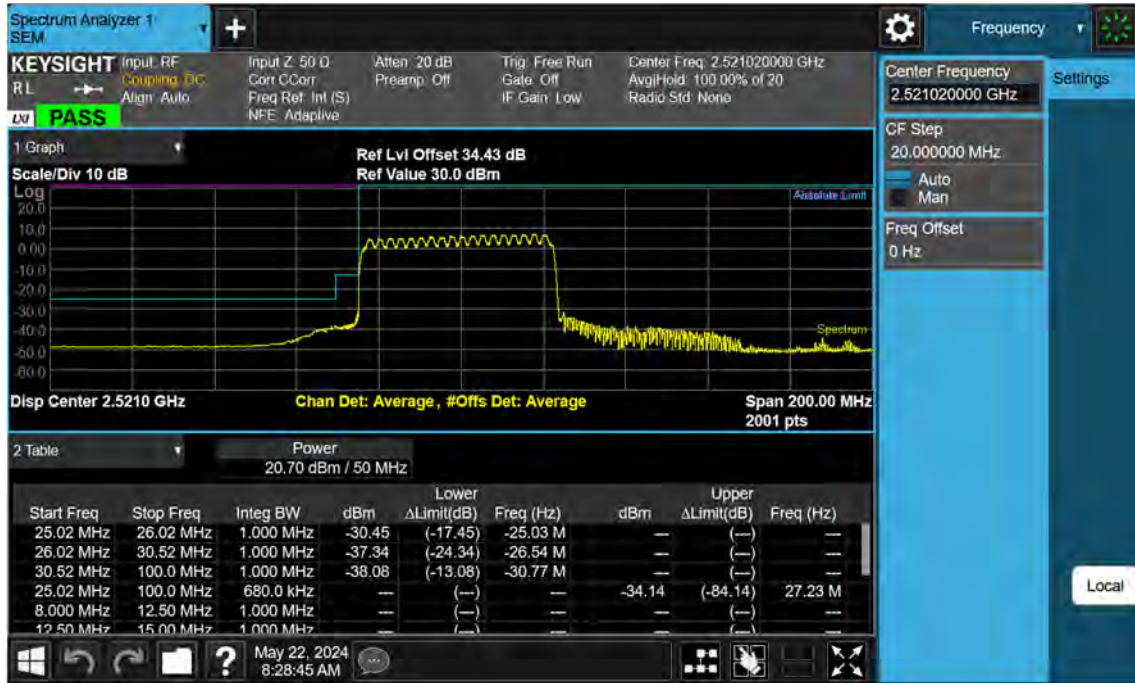 Spectrum Analyzer 1
SEM
Frequency
KEYSIGHT
RL
LXI
PASS
Input: RF
Coupling: DC
Align: Auto
Input Z: 50 Ω
Corr CCorr
Freq Ref: Int (S)
NFE: Adaptive
Atten: 20 dB
Preamp: Off
Trig: Free Run
Gate: Off
IF Gain: Low
Center Freq: 2.521020000 GHz
Avg|Hold: 100.00% of 20
Radio Std: None
Center Frequency
2.521020000 GHz
Settings
CF Step
20.000000 MHz
Auto
Man
Freq Offset
0 Hz
1 Graph
Scale/Div 10 dB
Ref Lvl Offset 34.43 dB
Ref Value 30.0 dBm
Log
Absolute Limit
20.0
10.0
0.00
-10.0
-20.0
-30.0
-40.0
-50.0
-60.0
Spectrum
Disp Center 2.5210 GHz
Chan Det: Average, #Offs Det: Average
Span 200.00 MHz
2001 pts
2 Table
Power
20.70 dBm / 50 MHz
Lower Upper
Start Freq Stop Freq Integ BW dBm ΔLimit(dB) Freq (Hz) dBm ΔLimit(dB) Freq (Hz)
25.02 MHz 26.02 MHz 1.000 MHz -30.45 (-17.45) -25.03 M --- (---) ---
26.02 MHz 30.52 MHz 1.000 MHz -37.34 (-24.34) -26.54 M --- (---) ---
30.52 MHz 100.0 MHz 1.000 MHz -38.08 (-13.08) -30.77 M --- (---) ---
25.02 MHz 100.0 MHz 680.0 kHz --- (---) --- -34.14 (-84.14) 27.23 M
8.000 MHz 12.50 MHz 1.000 MHz --- (---) --- --- (---) ---
12.50 MHz 15.00 MHz 1.000 MHz --- (---) --- --- (---) ---
Local
?
May 22, 2024
8:28:45 AM